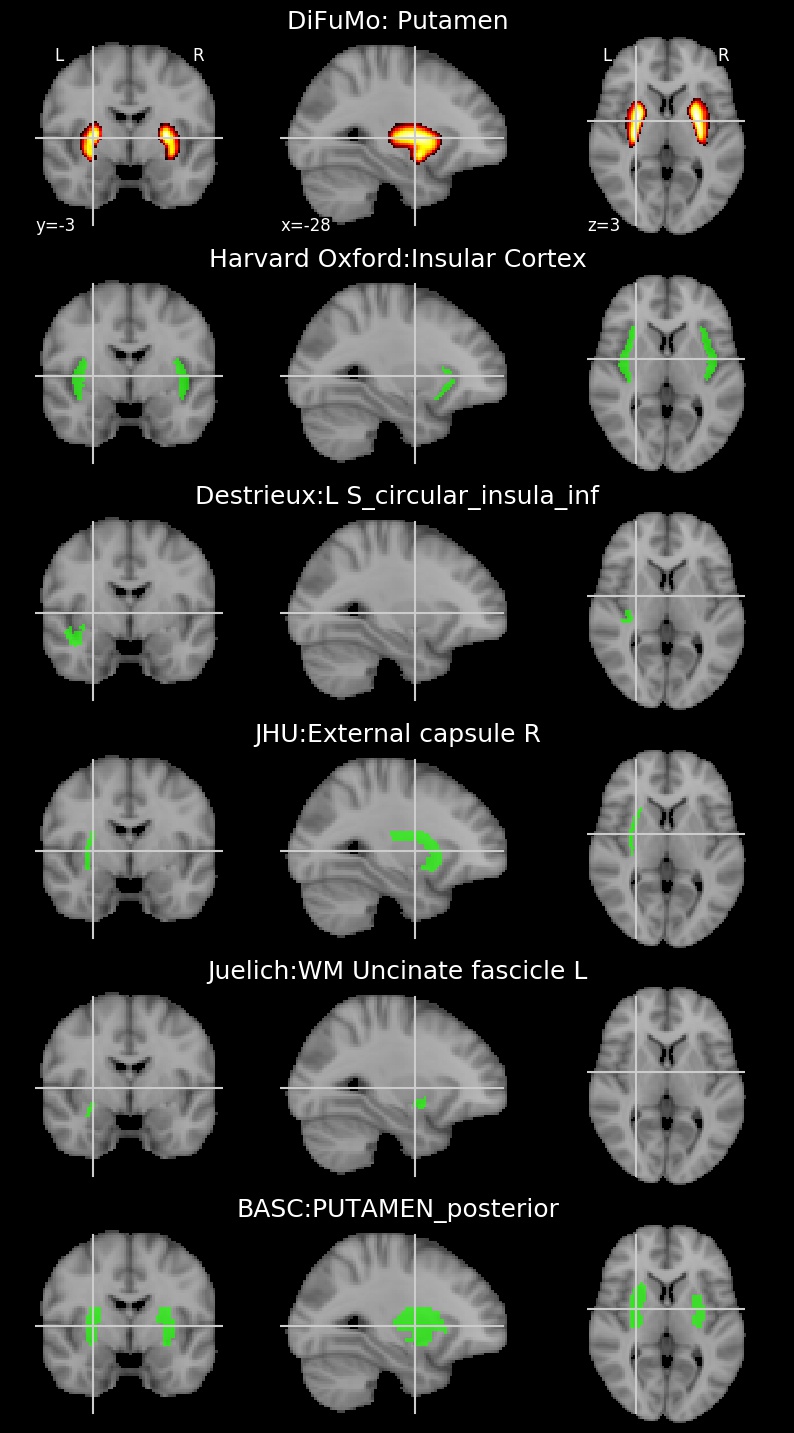 DiFuMo: Putamen
L R L R
y=-3 x=-28 z=3
Harvard Oxford:Insular Cortex
Destrieux:L S_circular_insula_inf
JHU:External capsule R
Juelich:WM Uncinate fascicle L
BASC:PUTAMEN_posterior